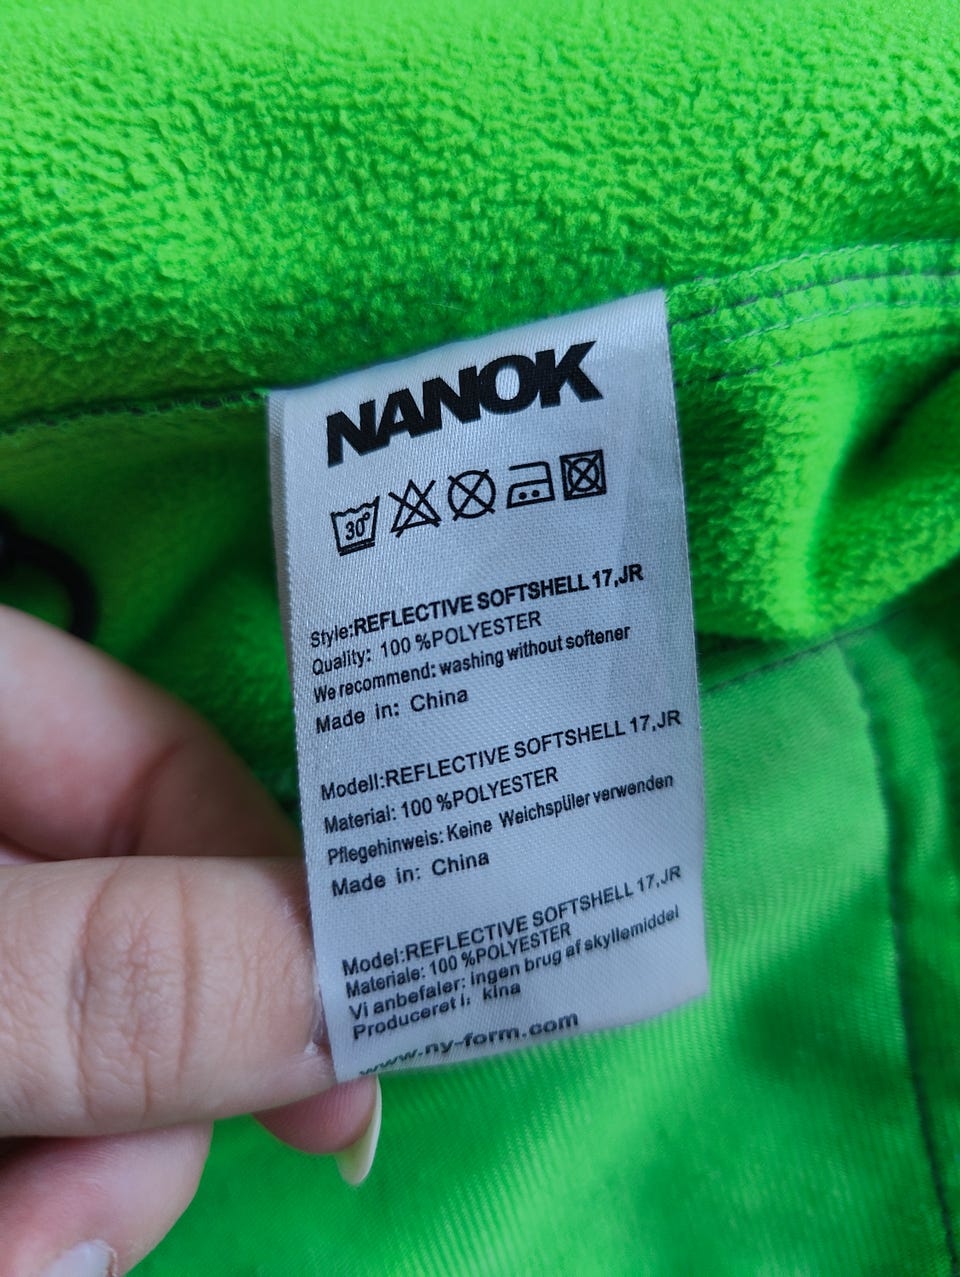 NANOK
30°
Style:REFLECTIVE SOFTSHELL 17,JR
Quality: 100 %POLYESTER
We recommend: washing without softener
Made in: China
Modell:REFLECTIVE SOFTSHELL 17,JR
Material: 100 %POLYESTER
Pflegehinweis: Keine Weichspüler verwenden
Made in: China
Model:REFLECTIVE SOFTSHELL 17,JR
Materiale: 100 %POLYESTER
Vi anbefaler: ingen brug af skyllemiddel
Produceret i: kina
www.ny-form.com